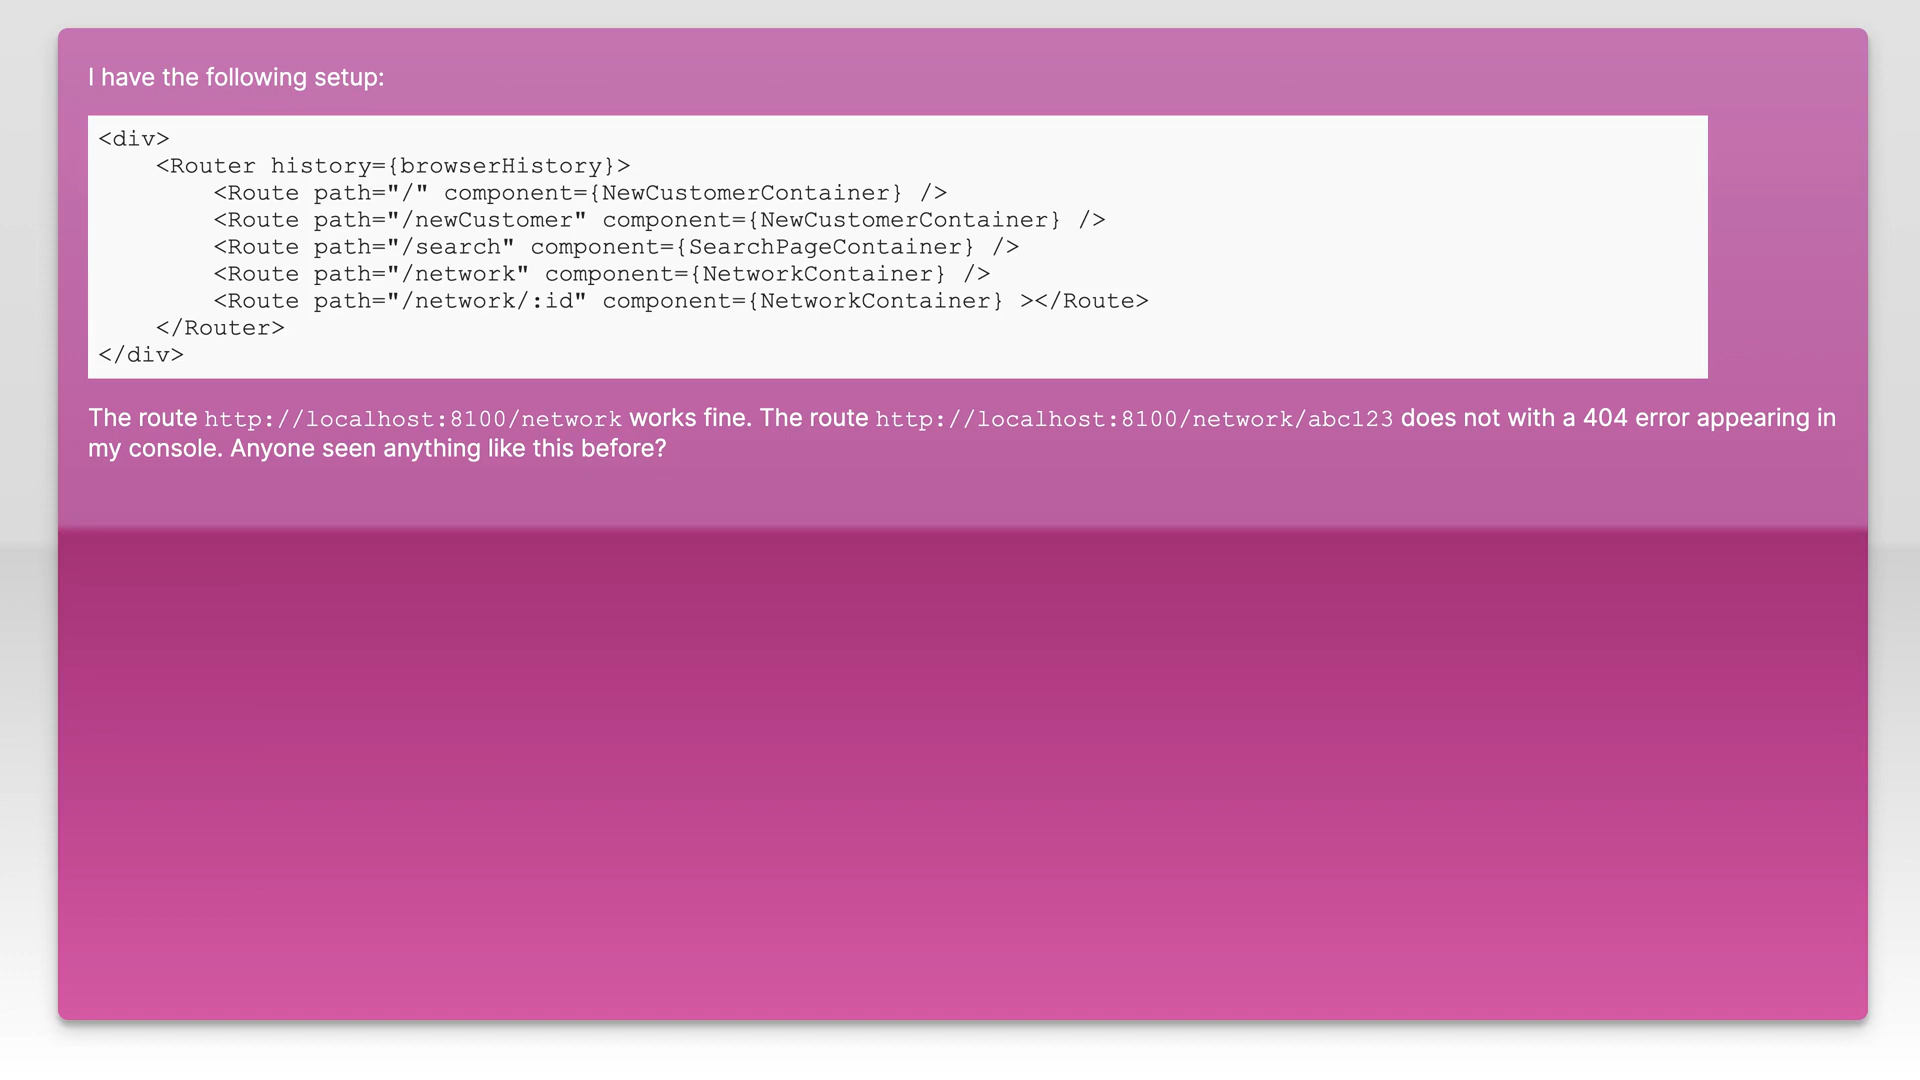 I have the following setup:
<div>
    <Router history={browserHistory}>
        <Route path="/" component={NewCustomerContainer} />
        <Route path="/newCustomer" component={NewCustomerContainer} />
        <Route path="/search" component={SearchPageContainer} />
        <Route path="/network" component={NetworkContainer} />
        <Route path="/network/:id" component={NetworkContainer} ></Route>
    </Router>
</div>
The route http://localhost:8100/network works fine. The route http://localhost:8100/network/abc123 does not with a 404 error appearing in
my console. Anyone seen anything like this before?